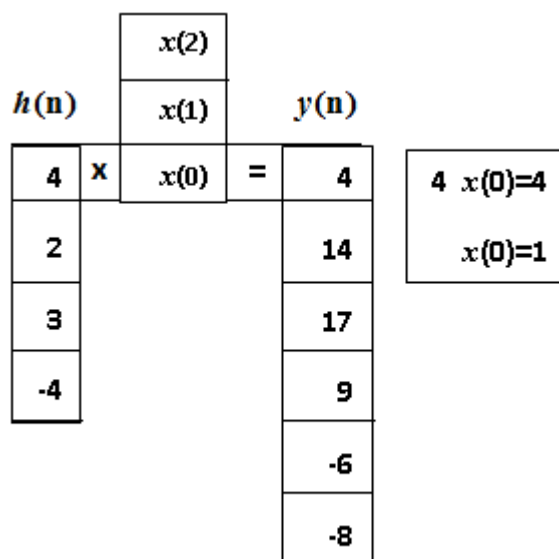 x(2)
h(n) x(1) y(n)
4 x x(0) = 4 4 x(0)=4
2 14 x(0)=1
3 17
-4 9
-6
-8